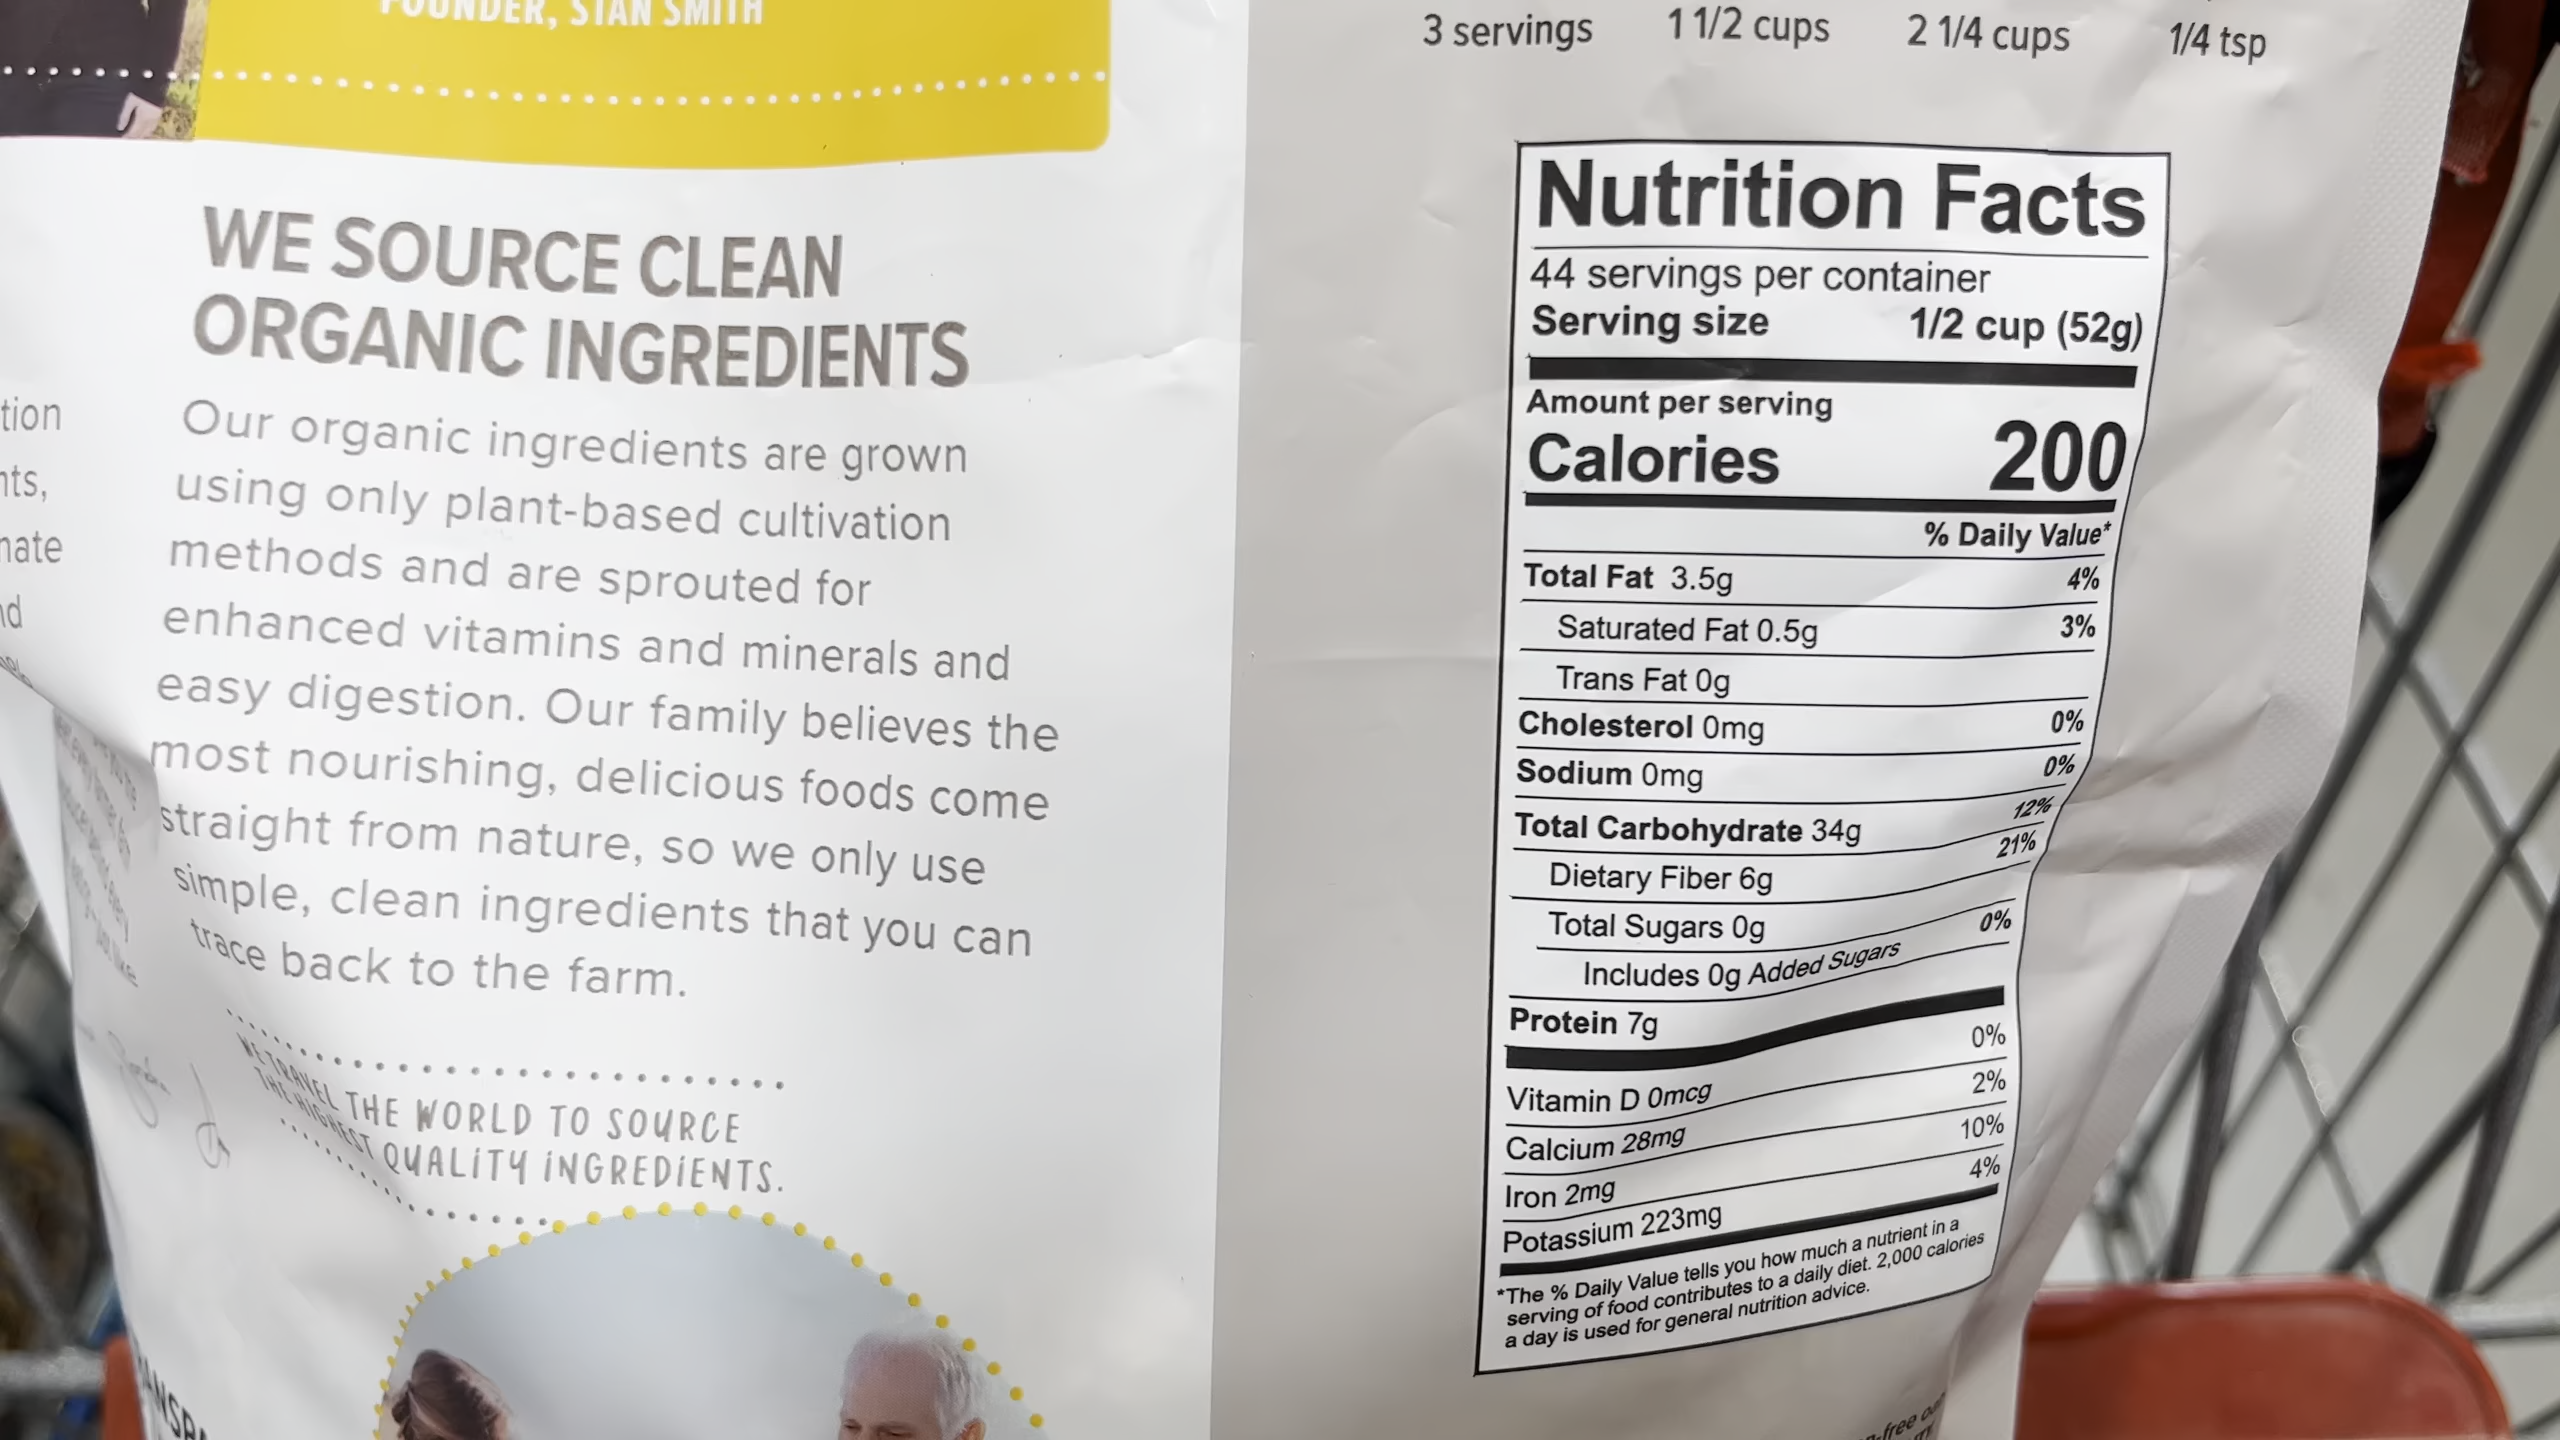 FOUNDER, STAN SMITH
WE SOURCE CLEAN
ORGANIC INGREDIENTS
Our organic ingredients are grown
using only plant-based cultivation
methods and are sprouted for
enhanced vitamins and minerals and
easy digestion. Our family believes the
most nourishing, delicious foods come
straight from nature, so we only use
simple, clean ingredients that you can
trace back to the farm.
WE TRAVEL THE WORLD TO SOURCE
THE HIGHEST QUALITY INGREDIENTS.
3 servings 1 1/2 cups 2 1/4 cups 1/4 tsp
Nutrition Facts
44 servings per container
Serving size 1/2 cup (52g)
Amount per serving
Calories 200
% Daily Value*
Total Fat 3.5g 4%
Saturated Fat 0.5g 3%
Trans Fat 0g
Cholesterol 0mg 0%
Sodium 0mg 0%
Total Carbohydrate 34g 12%
Dietary Fiber 6g 21%
Total Sugars 0g
Includes 0g Added Sugars 0%
Protein 7g
Vitamin D 0mcg 0%
Calcium 28mg 2%
Iron 2mg 10%
Potassium 223mg 4%
*The % Daily Value tells you how much a nutrient in a
serving of food contributes to a daily diet. 2,000 calories
a day is used for general nutrition advice.